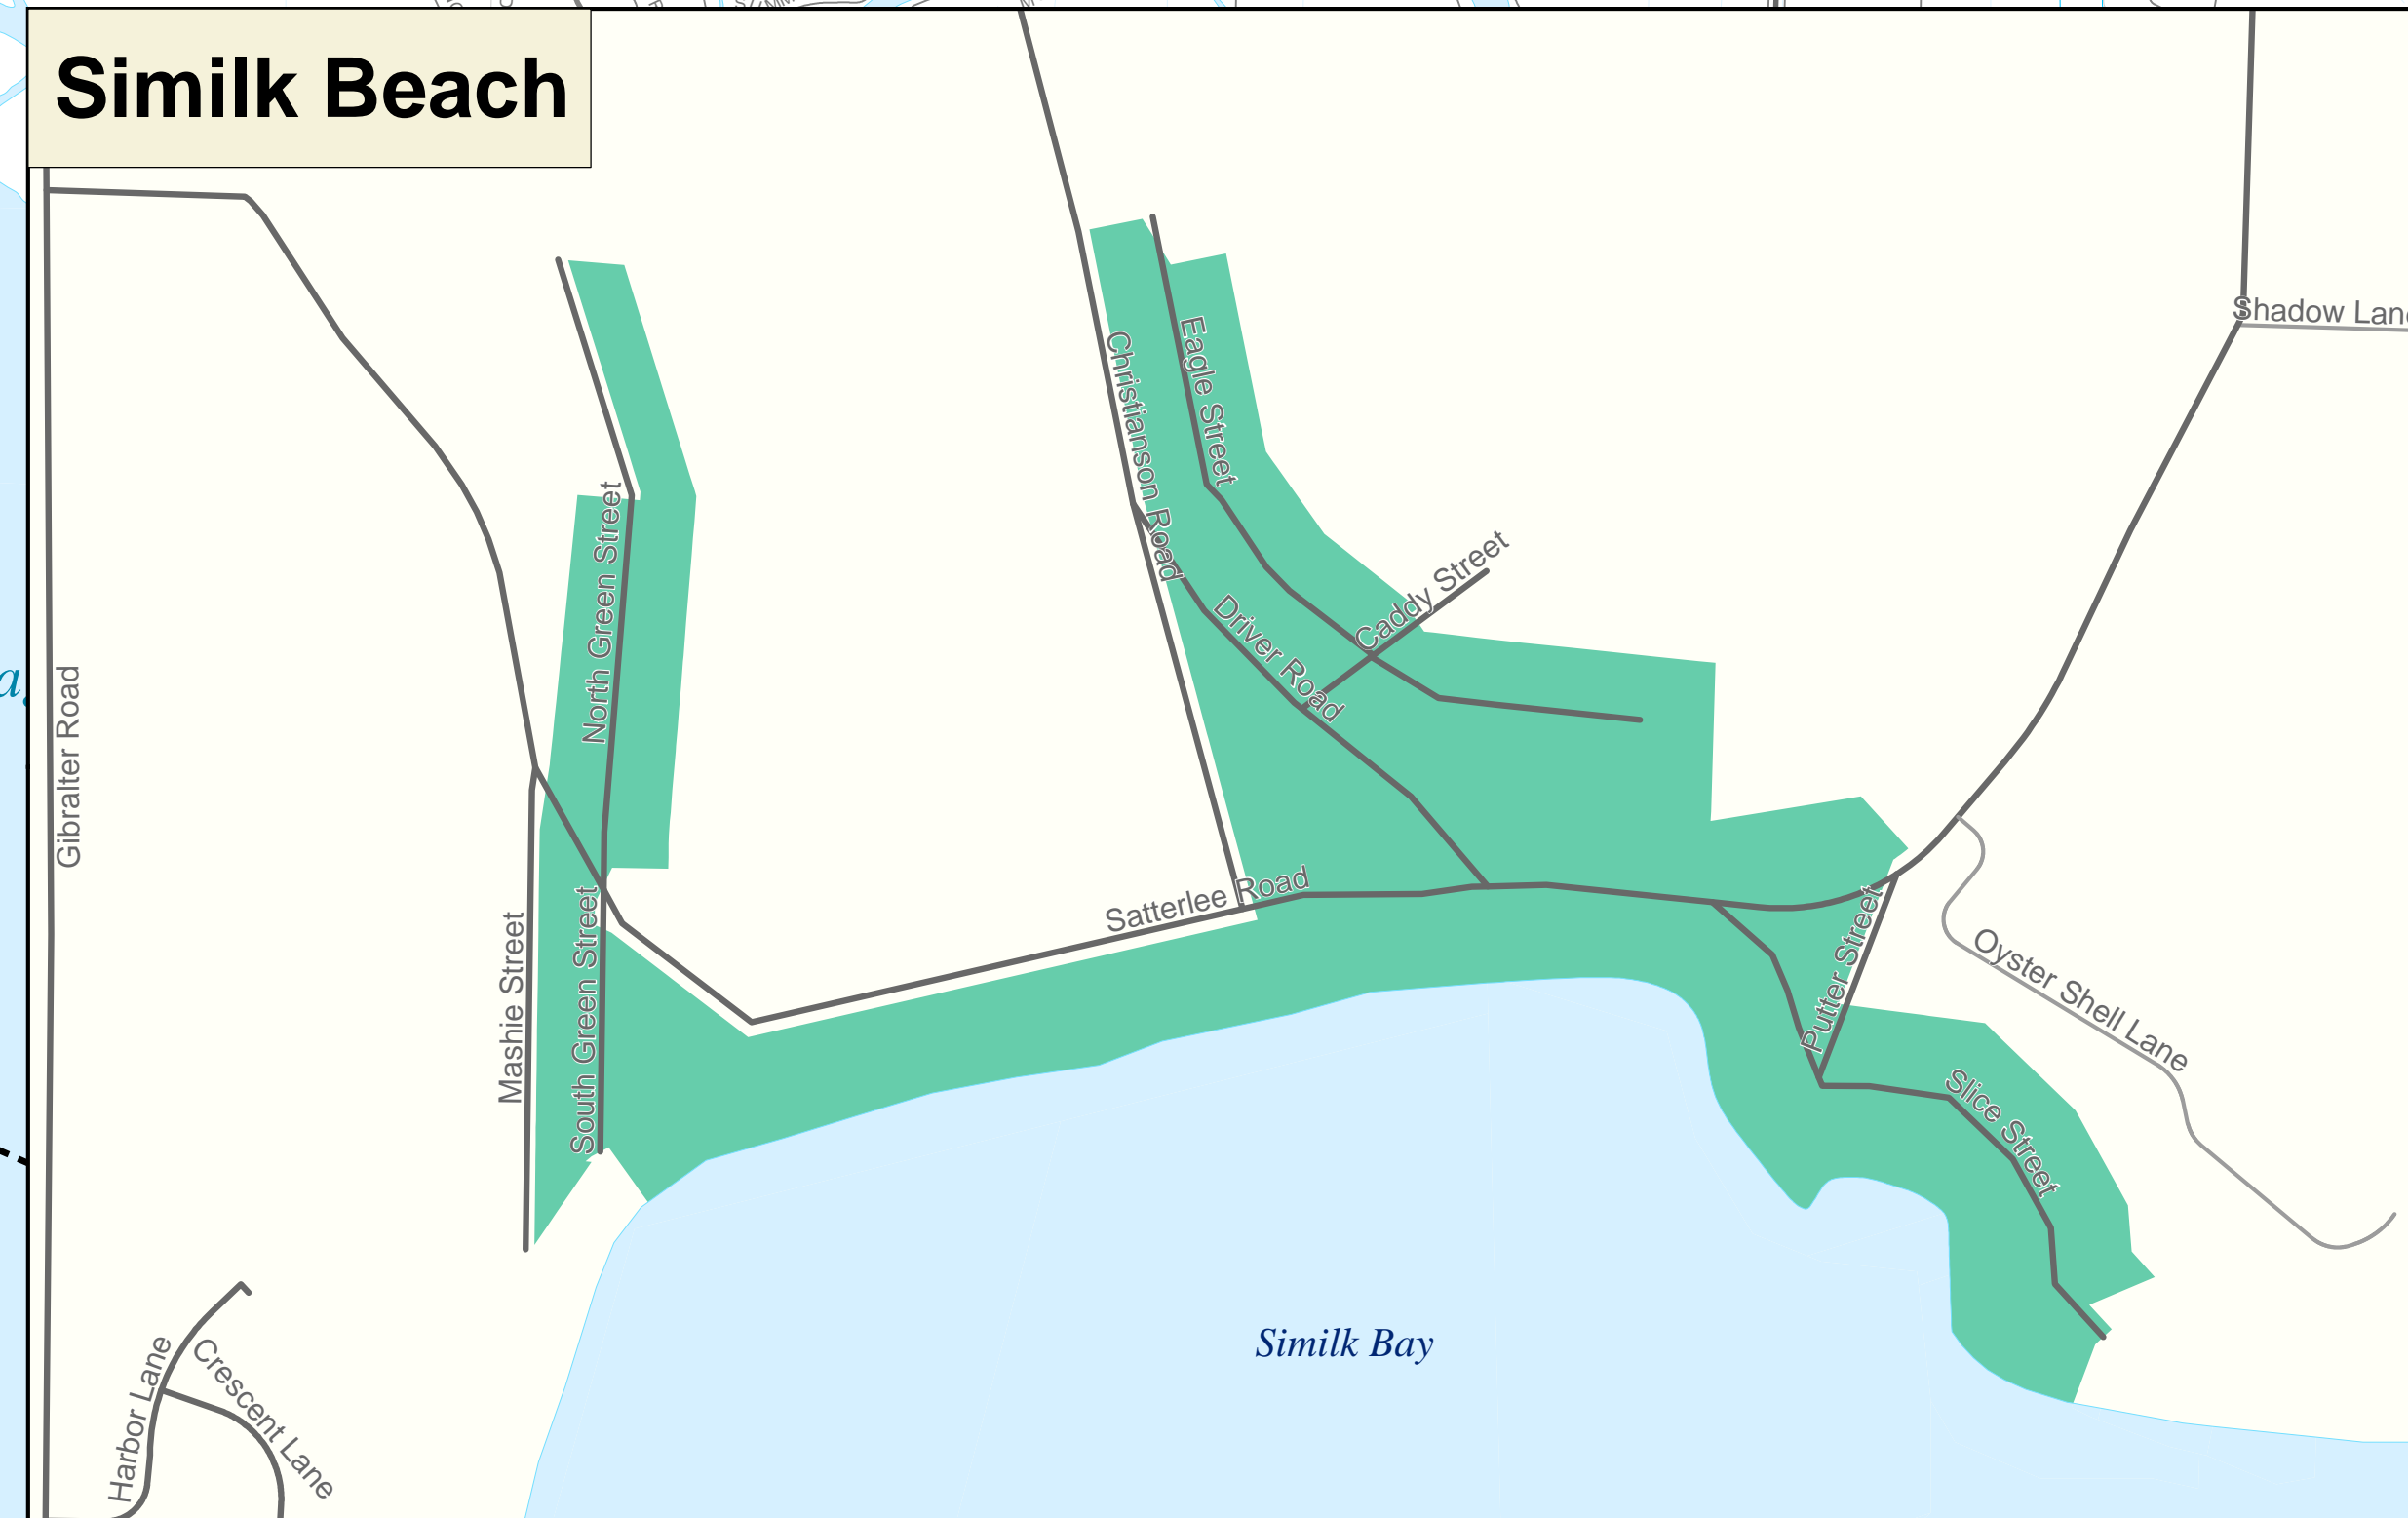 Similk Beach
Shadow Lane
Eagle Street
Christianson Road
North Green Street
Caddy Street
Driver Road
Gibralter Road
Satterlee Road
Putter Street
Mashie Street
South Green Street
Oyster Shell Lane
Slice Street
Similk Bay
Harbor Lane
Crescent Lane